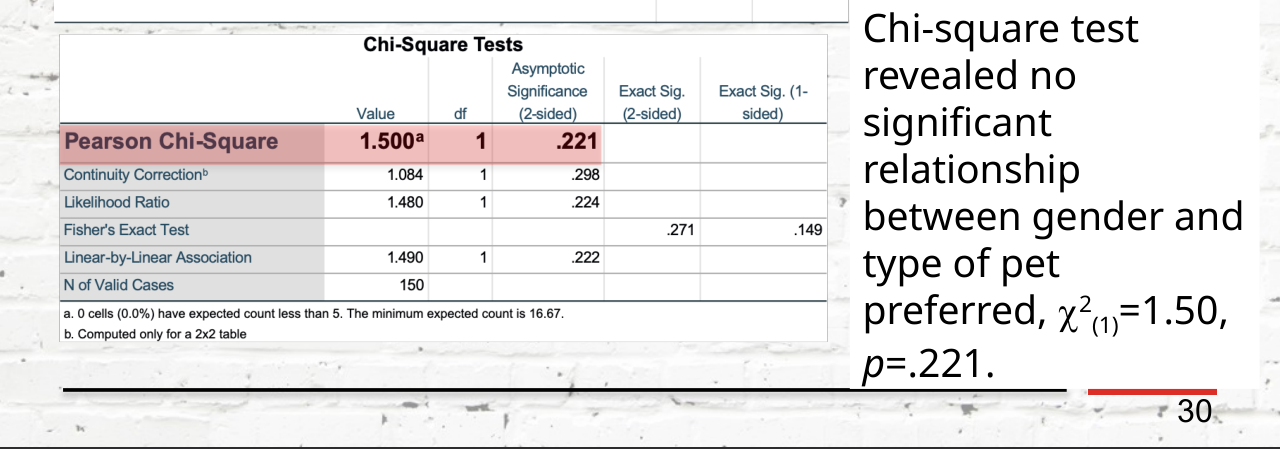 Chi-Square Tests
Asymptotic
Significance
(2-sided)
Value
df
Exact Sig.
(2-sided)
Exact Sig. (1-
sided)
Pearson Chi-Square 1.500ᵃ 1 .221
Continuity Correctionᵇ 1.084 1 .298
Likelihood Ratio 1.480 1 .224
Fisher's Exact Test .271 .149
Linear-by-Linear Association 1.490 1 .222
N of Valid Cases 150
a. 0 cells (0.0%) have expected count less than 5. The minimum expected count is 16.67.
b. Computed only for a 2x2 table
Chi-square test
revealed no
significant
relationship
between gender and
type of pet
preferred, χ²₍₁₎=1.50,
p=.221.
30